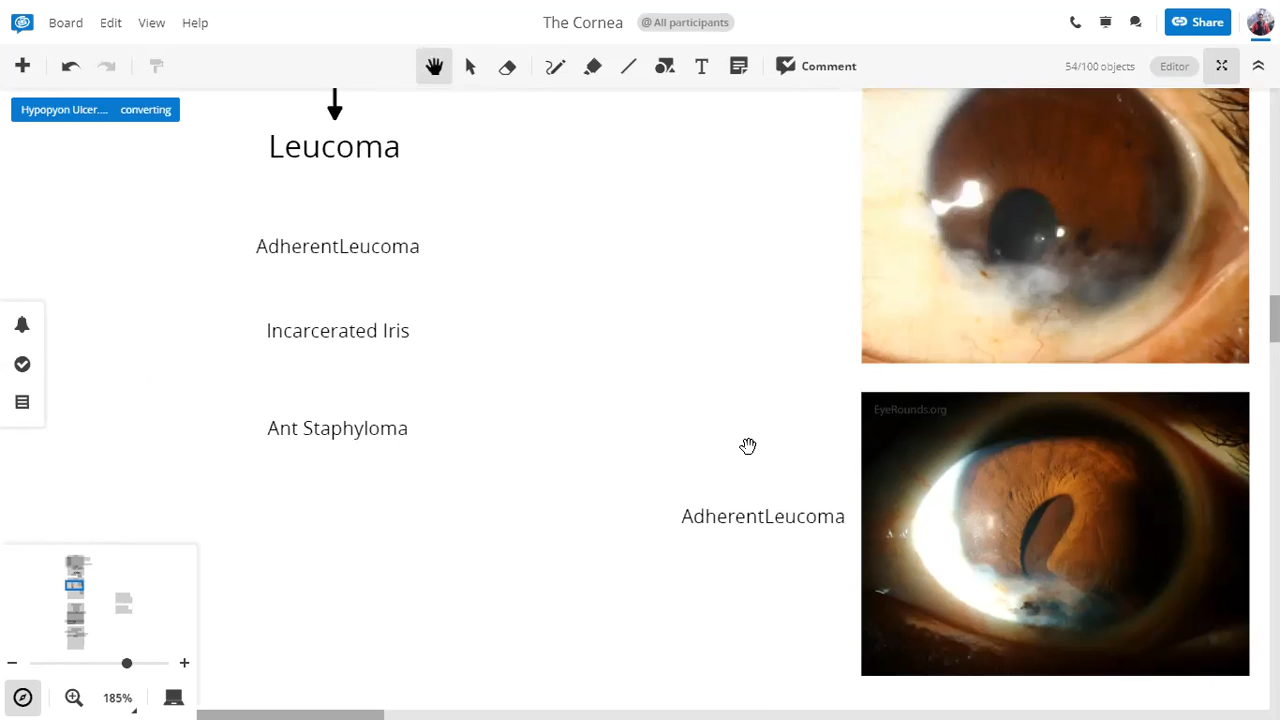 Board Edit View Help
The Cornea @ All participants
Share
Comment
54/100 objects Editor
Hypopyon Ulcer.... converting
Leucoma
AdherentLeucoma
Incarcerated Iris
Ant Staphyloma
EyeRounds.org
AdherentLeucoma
185%